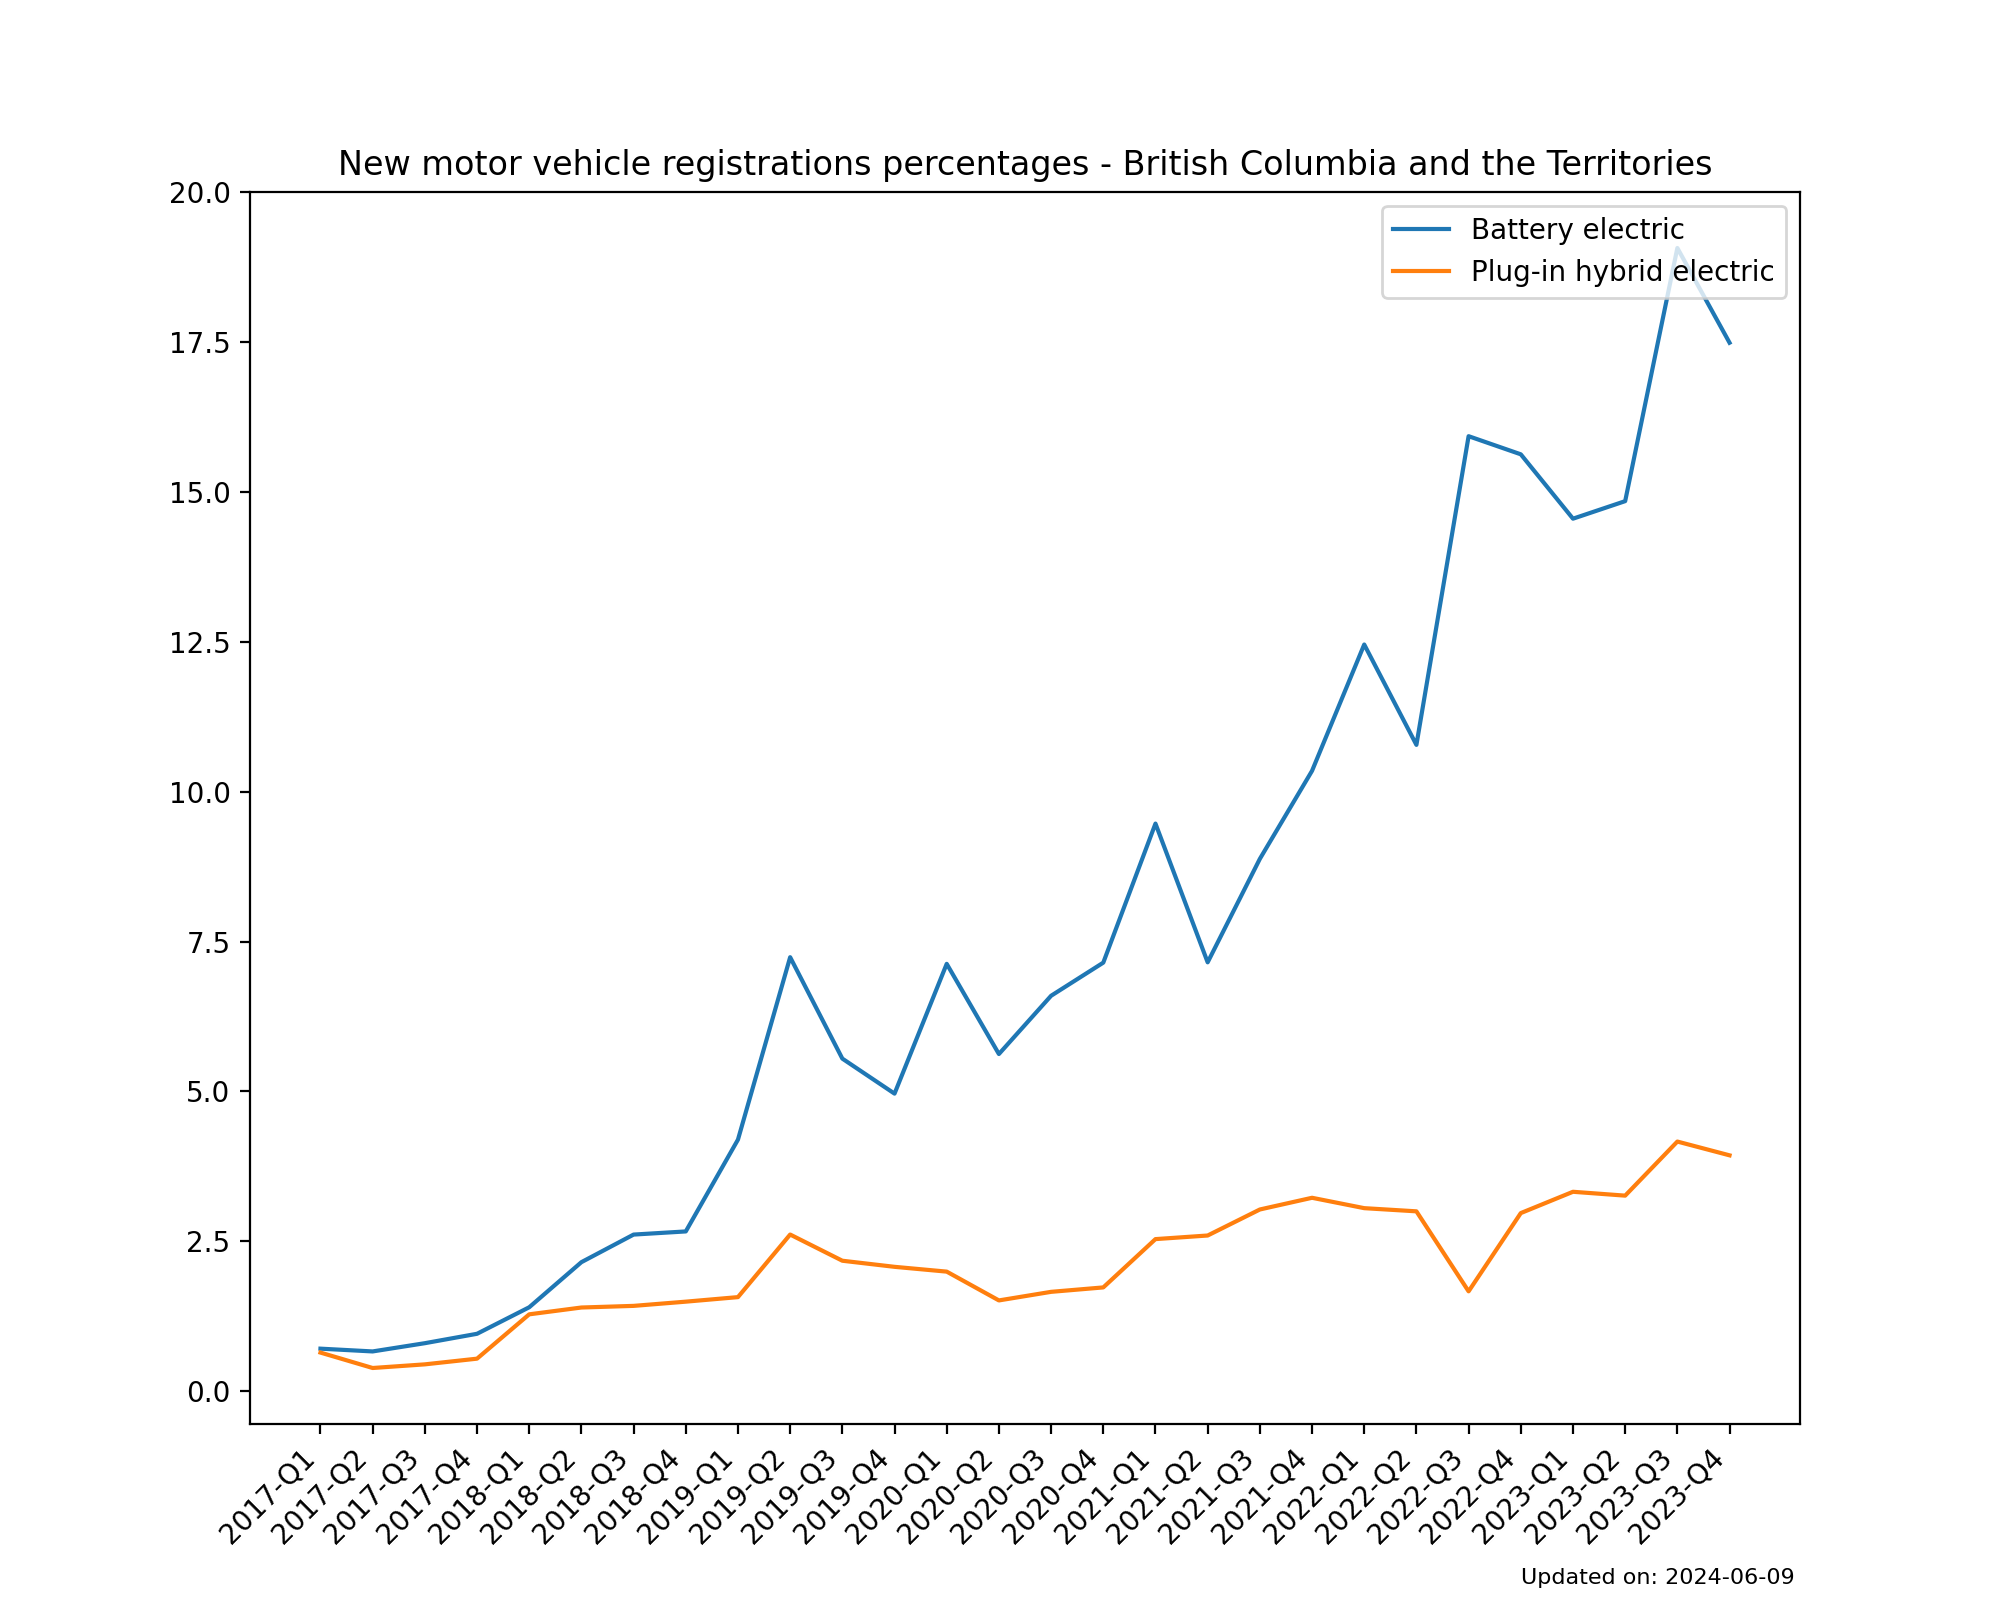 New motor vehicle registrations percentages - British Columbia and the Territories
20.0
17.5
15.0
12.5
10.0
7.5
5.0
2.5
0.0
Battery electric
Plug-in hybrid electric
2017-Q1
2017-Q2
2017-Q3
2017-Q4
2018-Q1
2018-Q2
2018-Q3
2018-Q4
2019-Q1
2019-Q2
2019-Q3
2019-Q4
2020-Q1
2020-Q2
2020-Q3
2020-Q4
2021-Q1
2021-Q2
2021-Q3
2021-Q4
2022-Q1
2022-Q2
2022-Q3
2022-Q4
2023-Q1
2023-Q2
2023-Q3
2023-Q4
Updated on: 2024-06-09